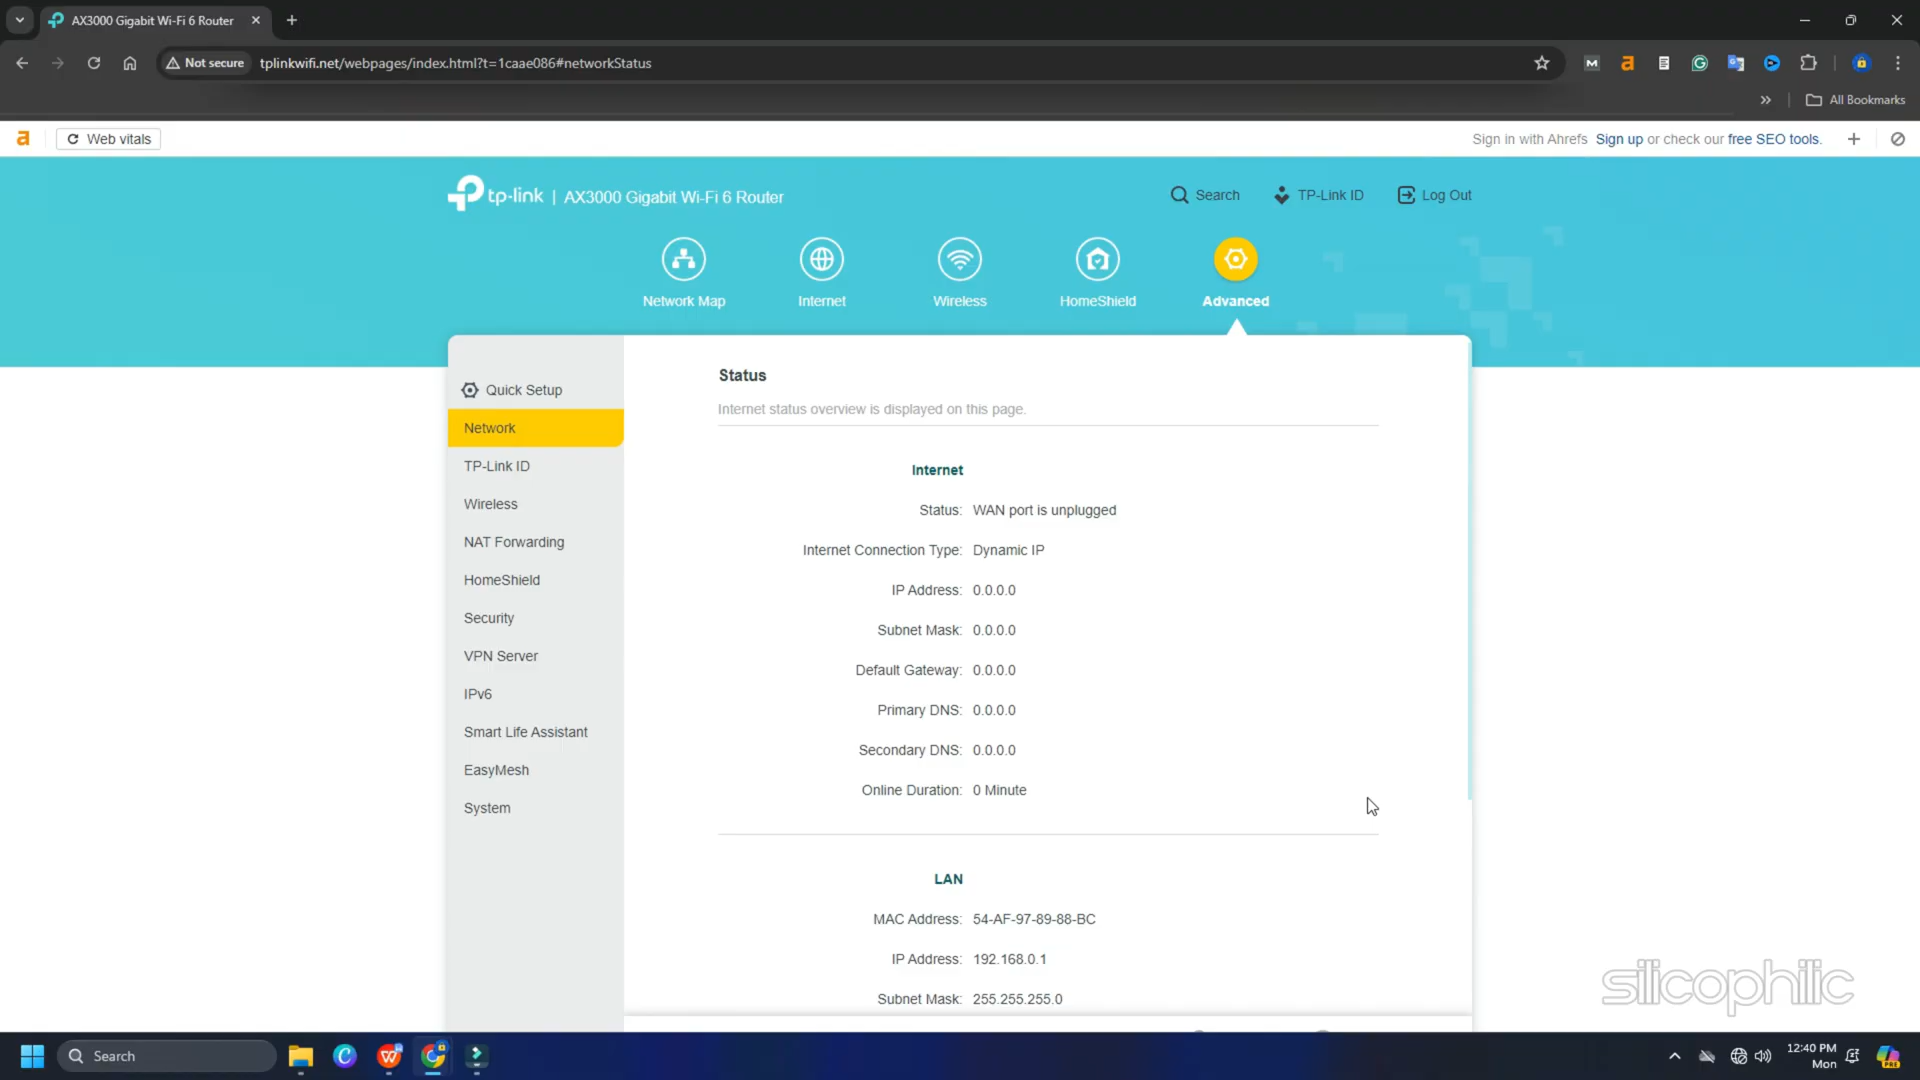 AX3000 Gigabit Wi-Fi 6 Router
Not secure
tplinkwifi.net/webpages/index.html?t=1caae086#networkStatus
All Bookmarks
Web vitals
Sign in with Ahrefs Sign up or check our free SEO tools.
tp-link | AX3000 Gigabit Wi-Fi 6 Router
Search
TP-Link ID
Log Out
Network Map
Internet
Wireless
HomeShield
Advanced
Quick Setup
Network
TP-Link ID
Wireless
NAT Forwarding
HomeShield
Security
VPN Server
IPv6
Smart Life Assistant
EasyMesh
System
Status
Internet status overview is displayed on this page.
Internet
Status: WAN port is unplugged
Internet Connection Type: Dynamic IP
IP Address: 0.0.0.0
Subnet Mask: 0.0.0.0
Default Gateway: 0.0.0.0
Primary DNS: 0.0.0.0
Secondary DNS: 0.0.0.0
Online Duration: 0 Minute
LAN
MAC Address: 54-AF-97-89-88-BC
IP Address: 192.168.0.1
Subnet Mask: 255.255.255.0
silicophilic
Search
12:40 PM
Mon